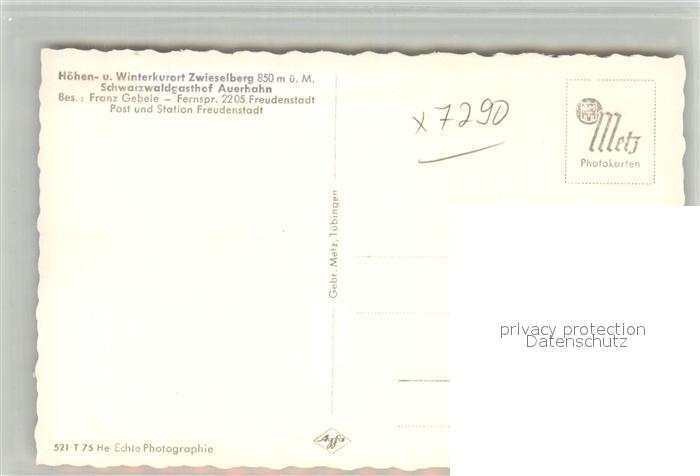 Höhen- u. Winterkurort Zwieselberg 850 m ü. M.
Schwarzwaldgasthof Auerhahn
Bes.: Franz Gebele – Fernspr. 2205 Freudenstadt
Post und Station Freudenstadt
x 7290
Metz
Photokarten
Gebr. Metz, Tübingen
privacy protection
Datenschutz
521 T 75 He Echte Photographie
Agfa